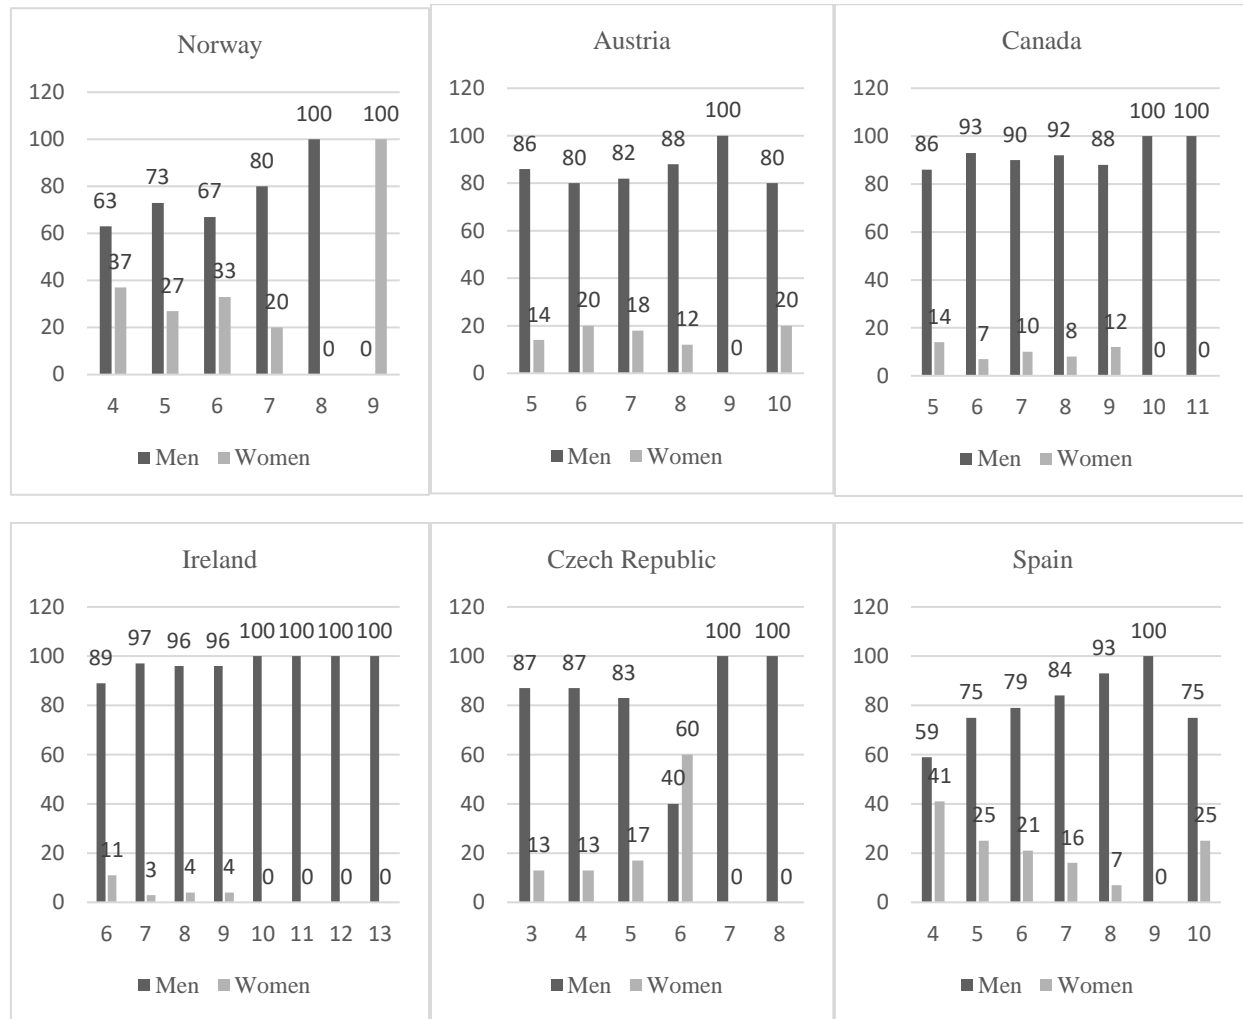 Norway
120
100
80
60
40
20
0
63 73 67 80 100 0
37 27 33 20 0 100
4 5 6 7 8 9
Men Women
Austria
120
100
80
60
40
20
0
86 80 82 88 100 80
14 20 18 12 0 20
5 6 7 8 9 10
Men Women
Canada
120
100
80
60
40
20
0
86 93 90 92 88 100 100
14 7 10 8 12 0 0
5 6 7 8 9 10 11
Men Women
Ireland
120
100
80
60
40
20
0
89 97 96 96 100 100 100 100
11 3 4 4 0 0 0 0
6 7 8 9 10 11 12 13
Men Women
Czech Republic
120
100
80
60
40
20
0
87 87 83 40 100 100
13 13 17 60 0 0
3 4 5 6 7 8
Men Women
Spain
120
100
80
60
40
20
0
59 75 79 84 93 100 75
41 25 21 16 7 0 25
4 5 6 7 8 9 10
Men Women